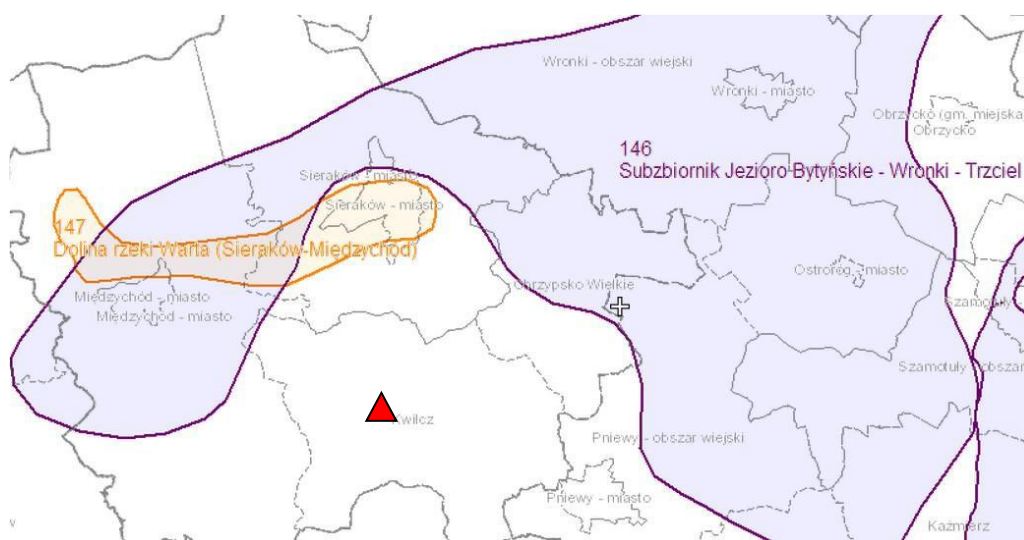 Wronki - obszar wiejski
Wronki - miasto
Obrzycko (gm. miejska
Obrzycko
146
Subzbiornik Jezioro Bytyńskie - Wronki - Trzciel
Sieraków - miasto
Sieraków - miasto
147
Dolina rzeki Warta (Sieraków-Międzychód)
Ostroróg - miasto
Chrzypsko Wielkie
Międzychód - miasto
Międzychód - miasto
Szamotuły
Szamotuły - obszar
Kwilcz
Pniewy - obszar wiejski
Pniewy - miasto
Kaźmierz